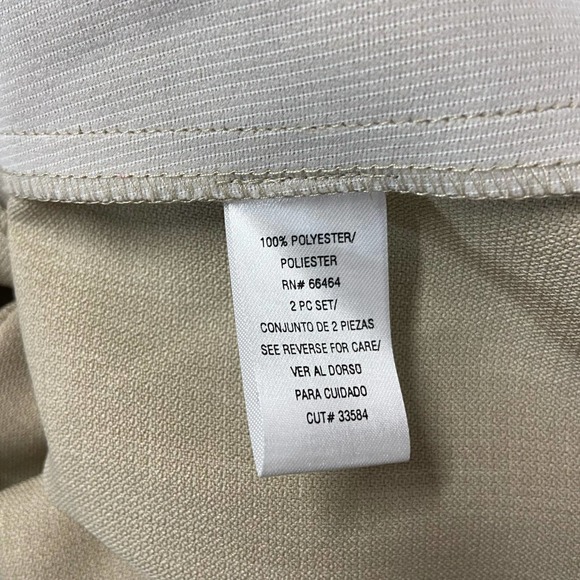 100% POLYESTER/
POLIESTER
RN# 66464
2 PC SET/
CONJUNTO DE 2 PIEZAS
SEE REVERSE FOR CARE/
VER AL DORSO
PARA CUIDADO
CUT# 33584